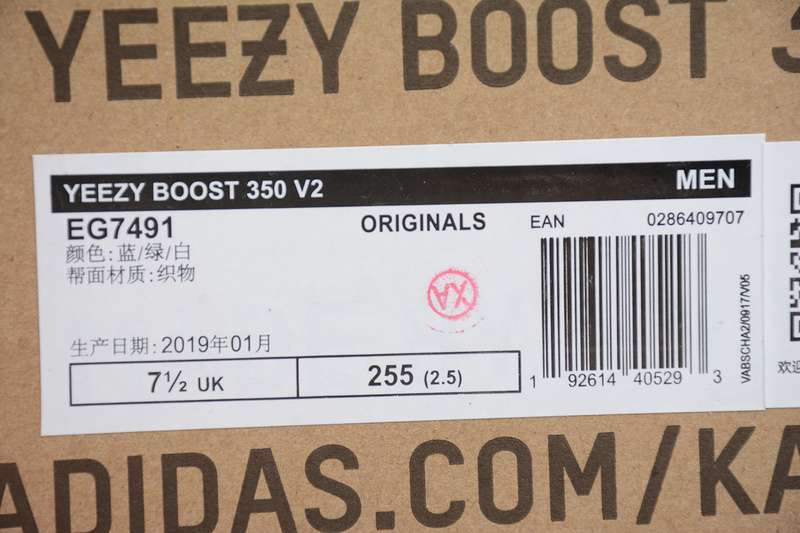 YEEZY BOOST 3
YEEZY BOOST 350 V2 MEN
EG7491 ORIGINALS EAN 0286409707
颜色:蓝/绿/白
帮面材质:织物
XA
生产日期:2019年01月
7½ UK 255 (2.5)
1 92614 40529 3
VABSCHA2/0917/V05
欢迎
ADIDAS.COM/KA